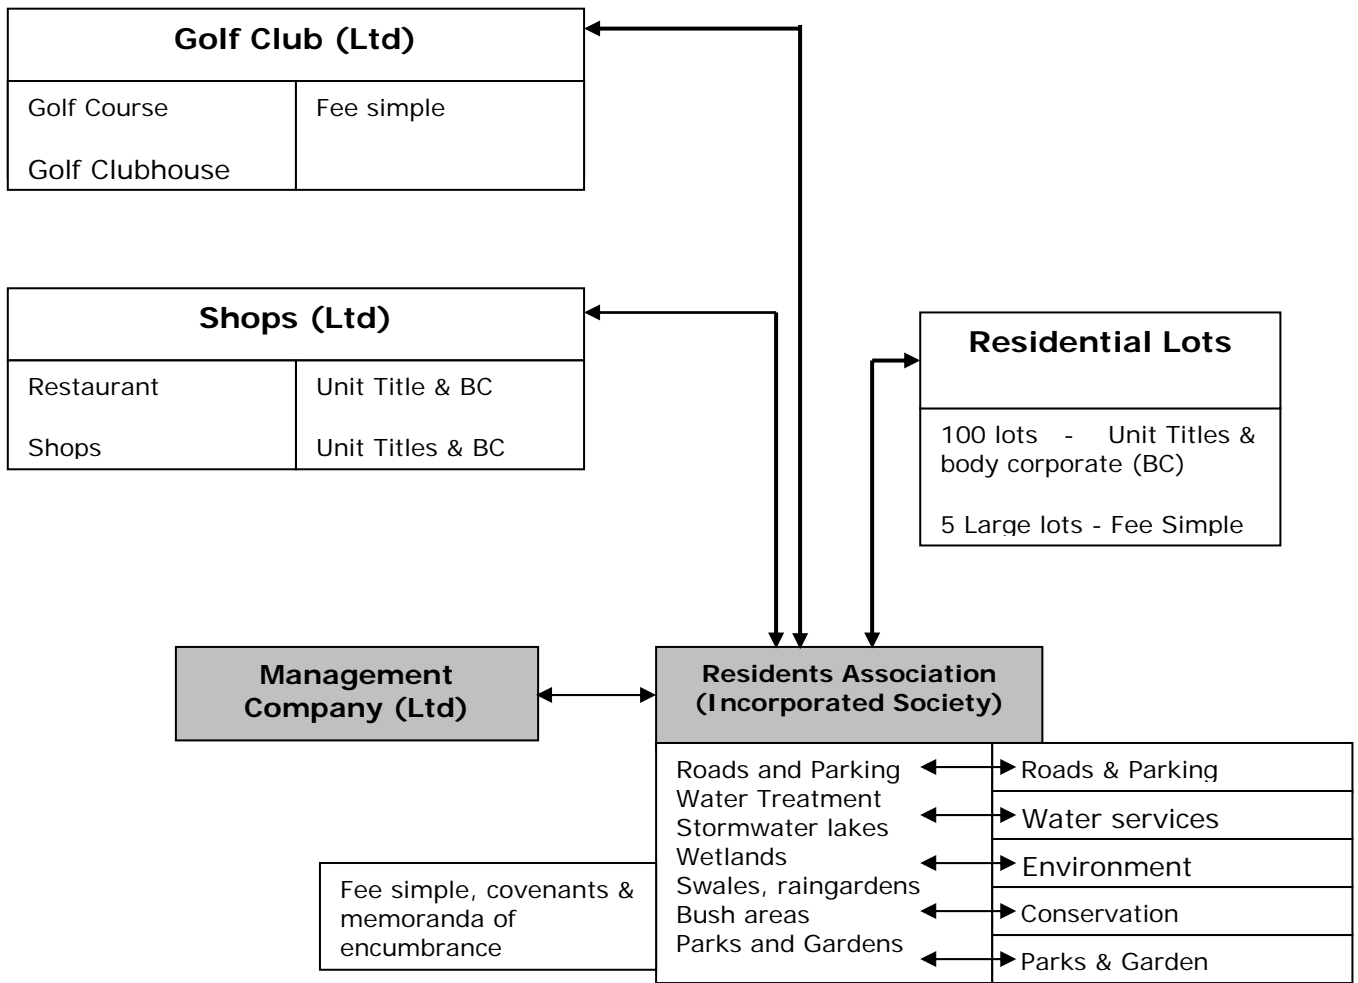 Golf Club (Ltd)
Golf Course
Fee simple
Golf Clubhouse
Shops (Ltd)
Restaurant
Unit Title & BC
Shops
Unit Titles & BC
Residential Lots
100 lots - Unit Titles &
body corporate (BC)
5 Large lots - Fee Simple
Management
Company (Ltd)
Residents Association
(Incorporated Society)
Roads and Parking
Water Treatment
Stormwater lakes
Wetlands
Swales, raingardens
Bush areas
Parks and Gardens
Roads & Parking
Water services
Environment
Conservation
Parks & Garden
Fee simple, covenants &
memoranda of
encumbrance